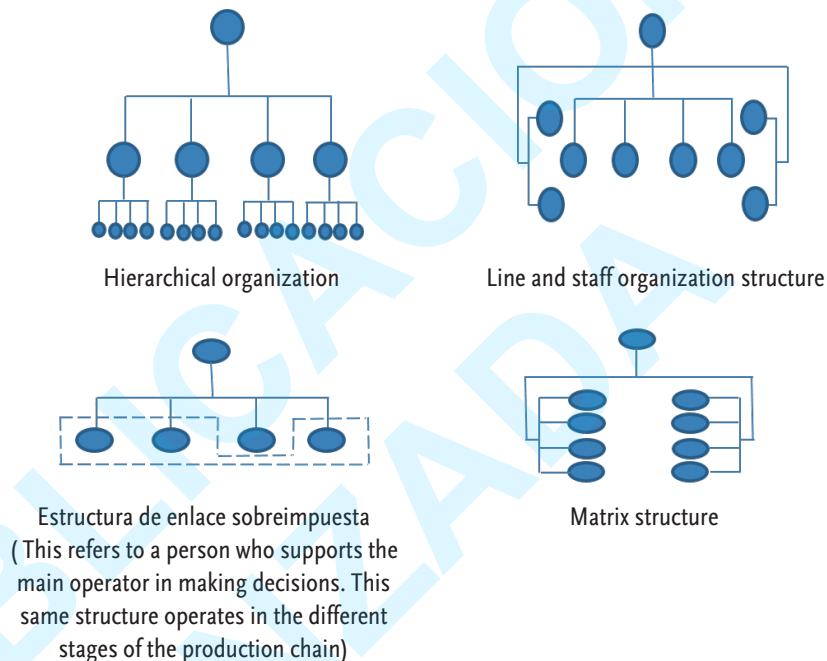 Hierarchical organization
Line and staff organization structure
Estructura de enlace sobreimpuesta
( This refers to a person who supports the
main operator in making decisions. This
same structure operates in the different
stages of the production chain)
Matrix structure